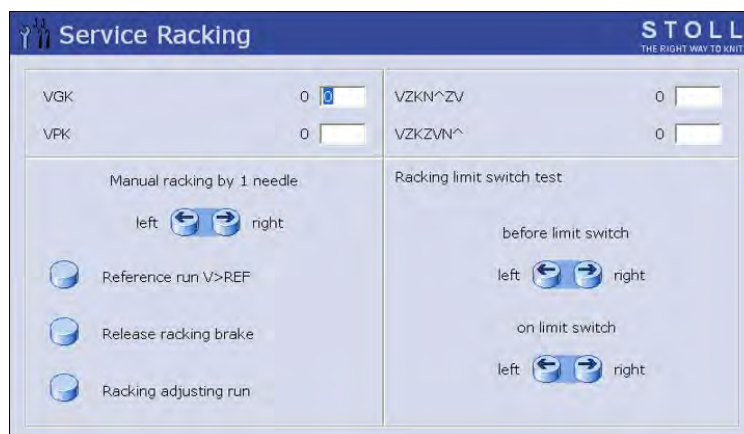 Service Racking
STOLL
THE RIGHT WAY TO KNIT
VGK 0 0
VPK 0
VZKN^ZV 0
VZKZVN^ 0
Manual racking by 1 needle
left right
Reference run V>REF
Release racking brake
Racking adjusting run
Racking limit switch test
before limit switch
left right
on limit switch
left right